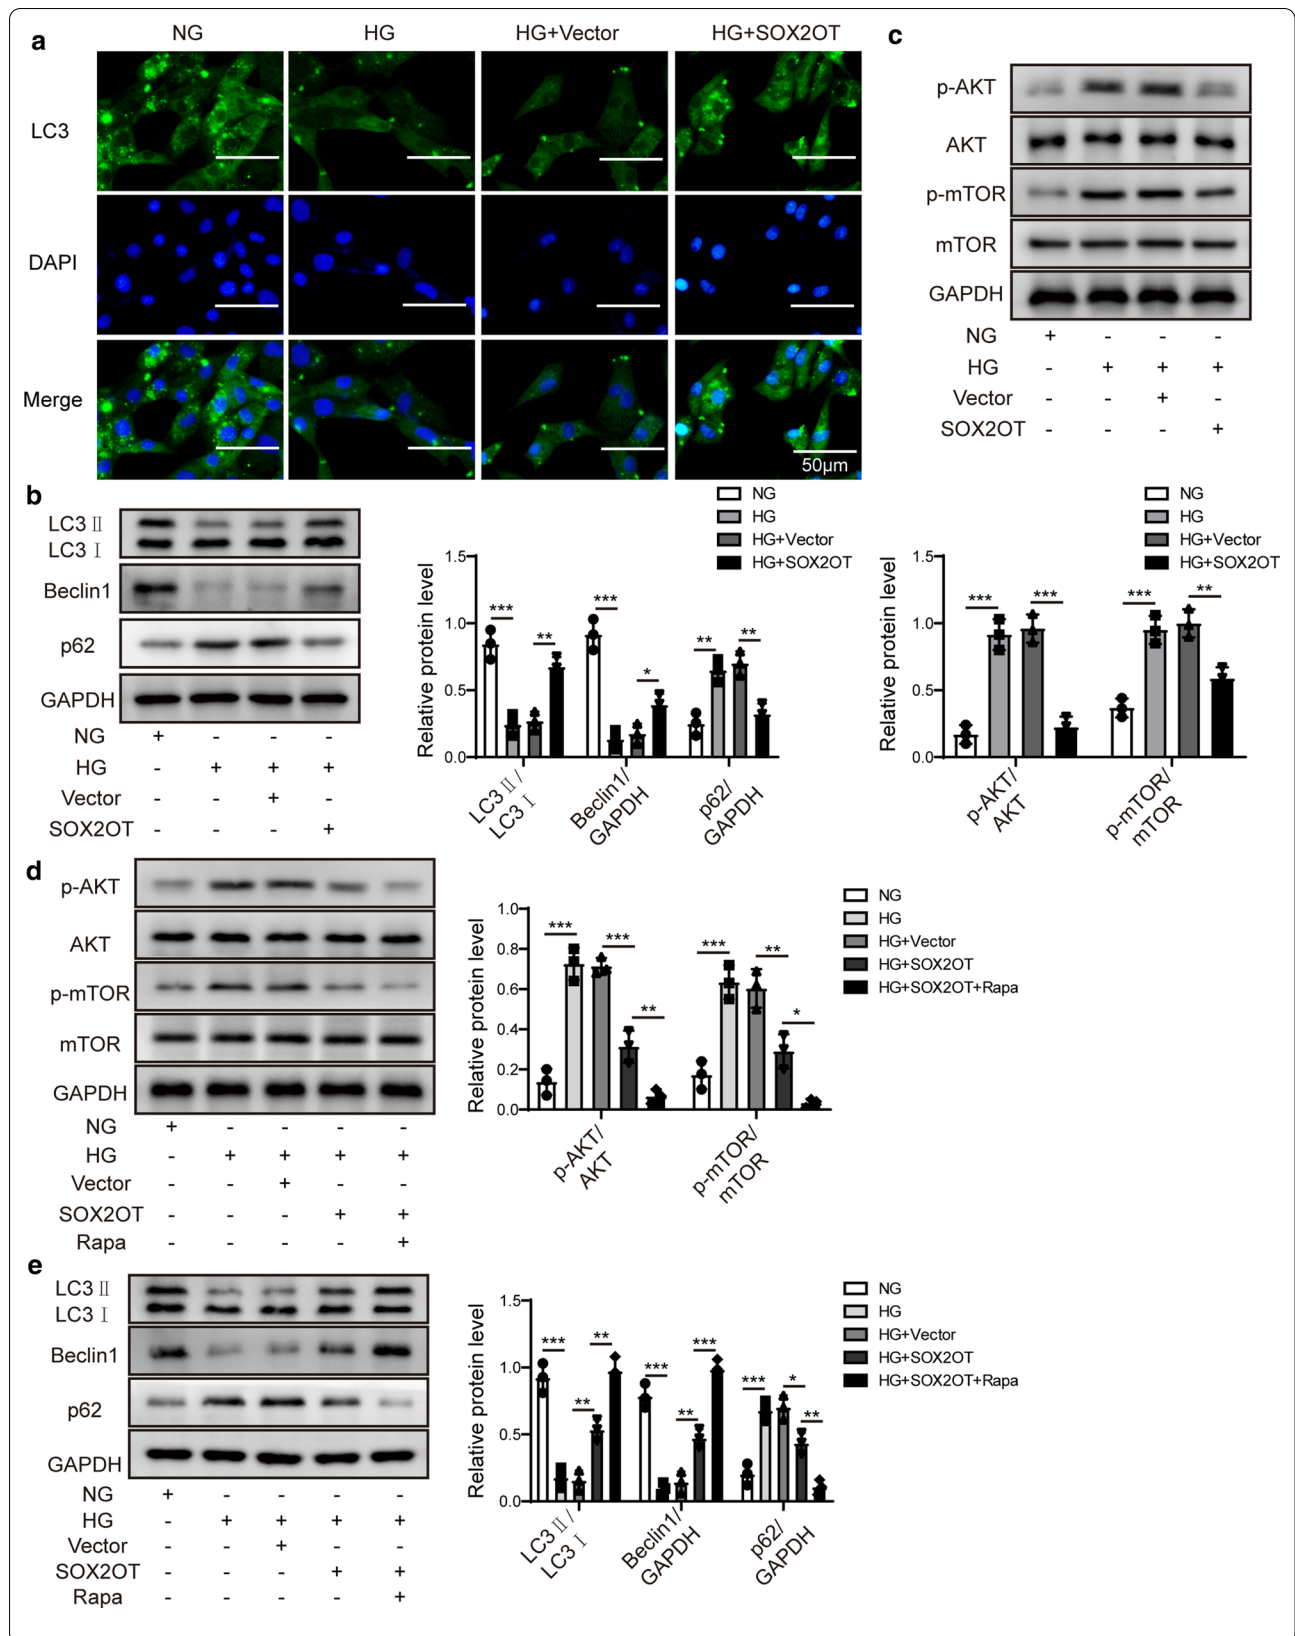 a
NG HG HG+Vector HG+SOX2OT
LC3
DAPI
Merge
50μm
c
p-AKT
AKT
p-mTOR
mTOR
GAPDH
NG + - - -
HG - + + +
Vector - - + -
SOX2OT - - - +
b
LC3 Ⅱ
LC3 Ⅰ
Beclin1
p62
GAPDH
NG + - - -
HG - + + +
Vector - - + -
SOX2OT - - - +
NG
HG
HG+Vector
HG+SOX2OT
Relative protein level
1.5
1.0
0.5
0.0
*** ** *** * ** **
LC3 Ⅱ /
LC3 Ⅰ
Beclin1/
GAPDH
p62/
GAPDH
NG
HG
HG+Vector
HG+SOX2OT
Relative protein level
1.5
1.0
0.5
0.0
*** *** *** **
p-AKT/
AKT
p-mTOR/
mTOR
d
p-AKT
AKT
p-mTOR
mTOR
GAPDH
NG + - - - -
HG - + + + +
Vector - - + - -
SOX2OT - - - + +
Rapa - - - - +
Relative protein level
1.0
0.8
0.6
0.4
0.2
0.0
*** *** ** *** ** *
p-AKT/
AKT
p-mTOR/
mTOR
NG
HG
HG+Vector
HG+SOX2OT
HG+SOX2OT+Rapa
e
LC3 Ⅱ
LC3 Ⅰ
Beclin1
p62
GAPDH
NG + - - - -
HG - + + + +
Vector - - + - -
SOX2OT - - - + +
Rapa - - - - +
Relative protein level
1.5
1.0
0.5
0.0
*** ** ** *** ** *** *** * **
LC3 Ⅱ /
LC3 Ⅰ
Beclin1/
GAPDH
p62/
GAPDH
NG
HG
HG+Vector
HG+SOX2OT
HG+SOX2OT+Rapa